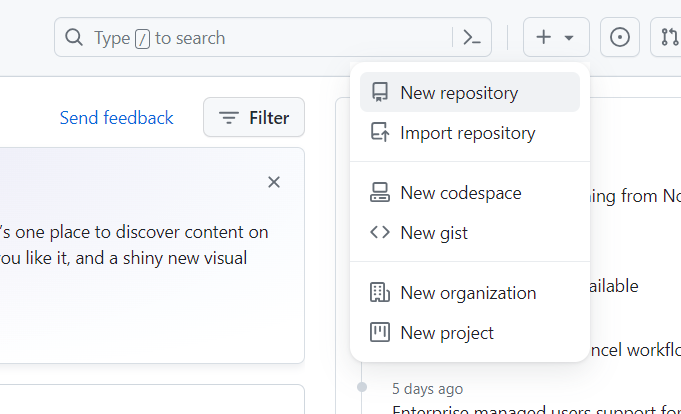 Type / to search
New repository
Import repository
New codespace
New gist
New organization
New project
Send feedback
Filter
's one place to discover content on
you like it, and a shiny new visual
ing from No
ailable
ncel workflo
5 days ago
Enterprise managed users support for